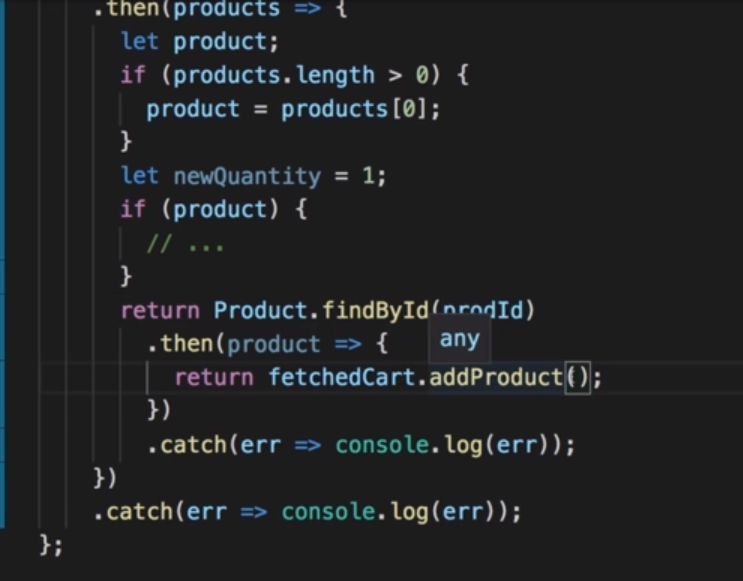 .then(products => {
let product;
if (products.length > 0) {
product = products[0];
}
let newQuantity = 1;
if (product) {
// ...
}
return Product.findById(prodId)
.then(product => {
any
return fetchedCart.addProduct();
})
.catch(err => console.log(err));
})
.catch(err => console.log(err));
};